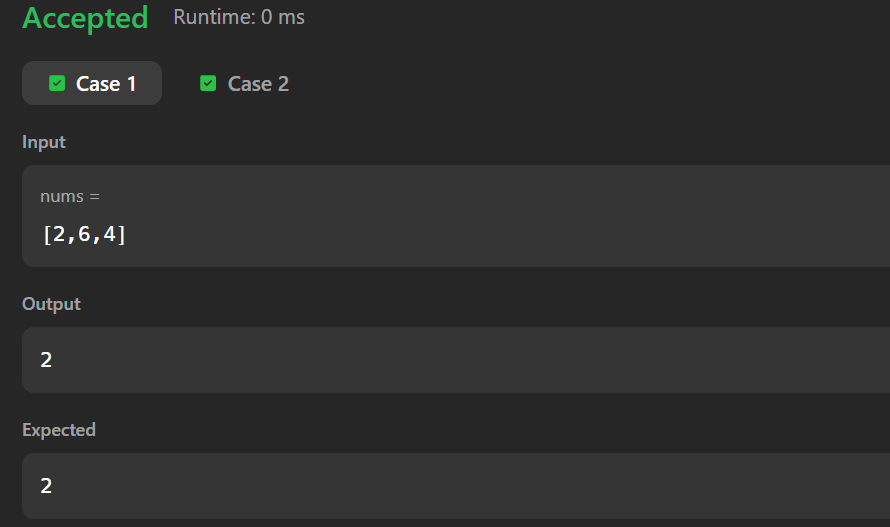 Accepted Runtime: 0 ms
Case 1 Case 2
Input
nums =
[2,6,4]
Output
2
Expected
2